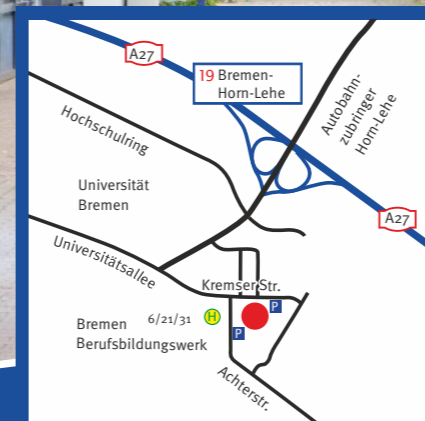 A27
19 Bremen-
Horn-Lehe
Autobahn-
zubringer
Horn-Lehe
Hochschulring
Universität
Bremen
A27
Universitätsallee
Kremser Str.
P
6/21/31 H
Bremen
Berufsbildungswerk
P
Achterstr.